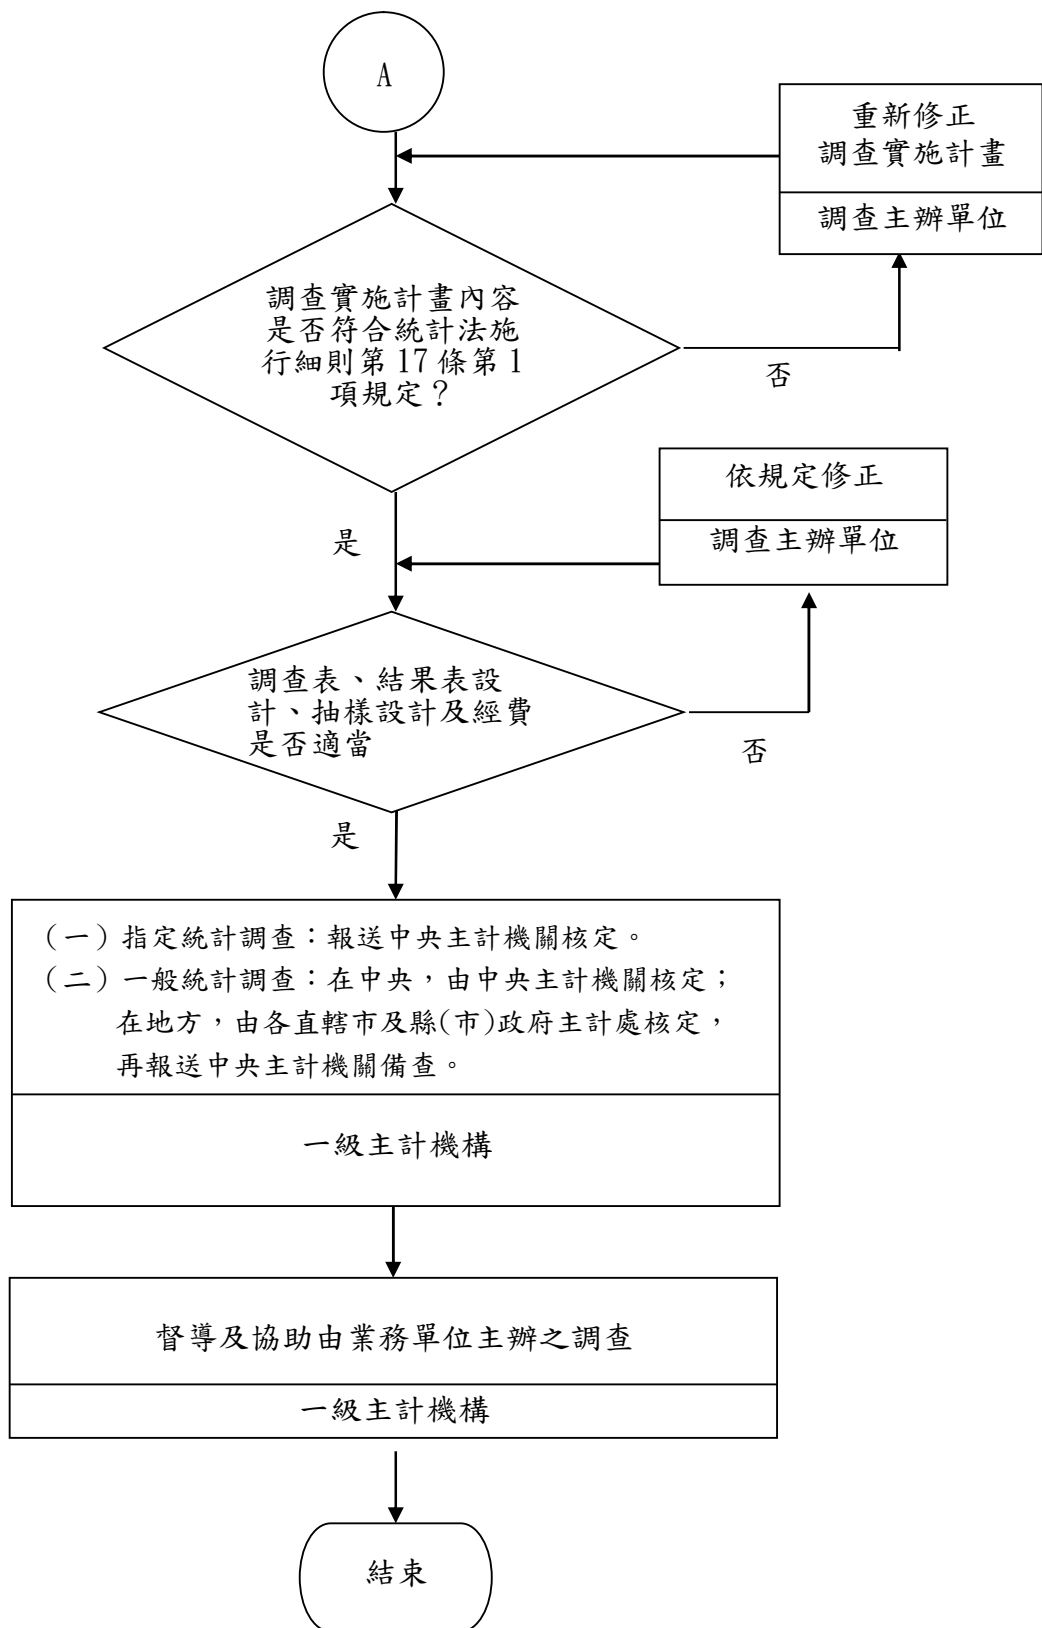 A
重新修正
調查實施計畫
調查主辦單位
調查實施計畫內容
是否符合統計法施
行細則第 17 條第 1
項規定？
否
是
依規定修正
調查主辦單位
調查表、結果表設
計、抽樣設計及經費
是否適當
否
是
（一）指定統計調查：報送中央主計機關核定。
（二）一般統計調查：在中央，由中央主計機關核定；
在地方，由各直轄市及縣(市)政府主計處核定，
再報送中央主計機關備查。
一級主計機構
督導及協助由業務單位主辦之調查
一級主計機構
結束